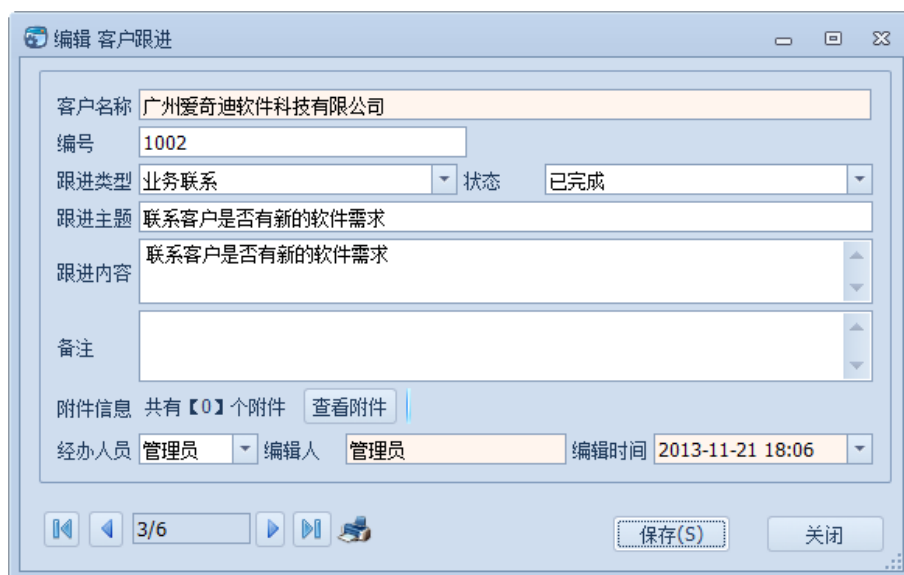 编辑 客户跟进
客户名称 广州爱奇迪软件科技有限公司
编号 1002
跟进类型 业务联系 状态 已完成
跟进主题 联系客户是否有新的软件需求
跟进内容 联系客户是否有新的软件需求
备注
附件信息 共有【0】个附件 查看附件
经办人员 管理员 编辑人 管理员 编辑时间 2013-11-21 18:06
3/6 保存(S) 关闭